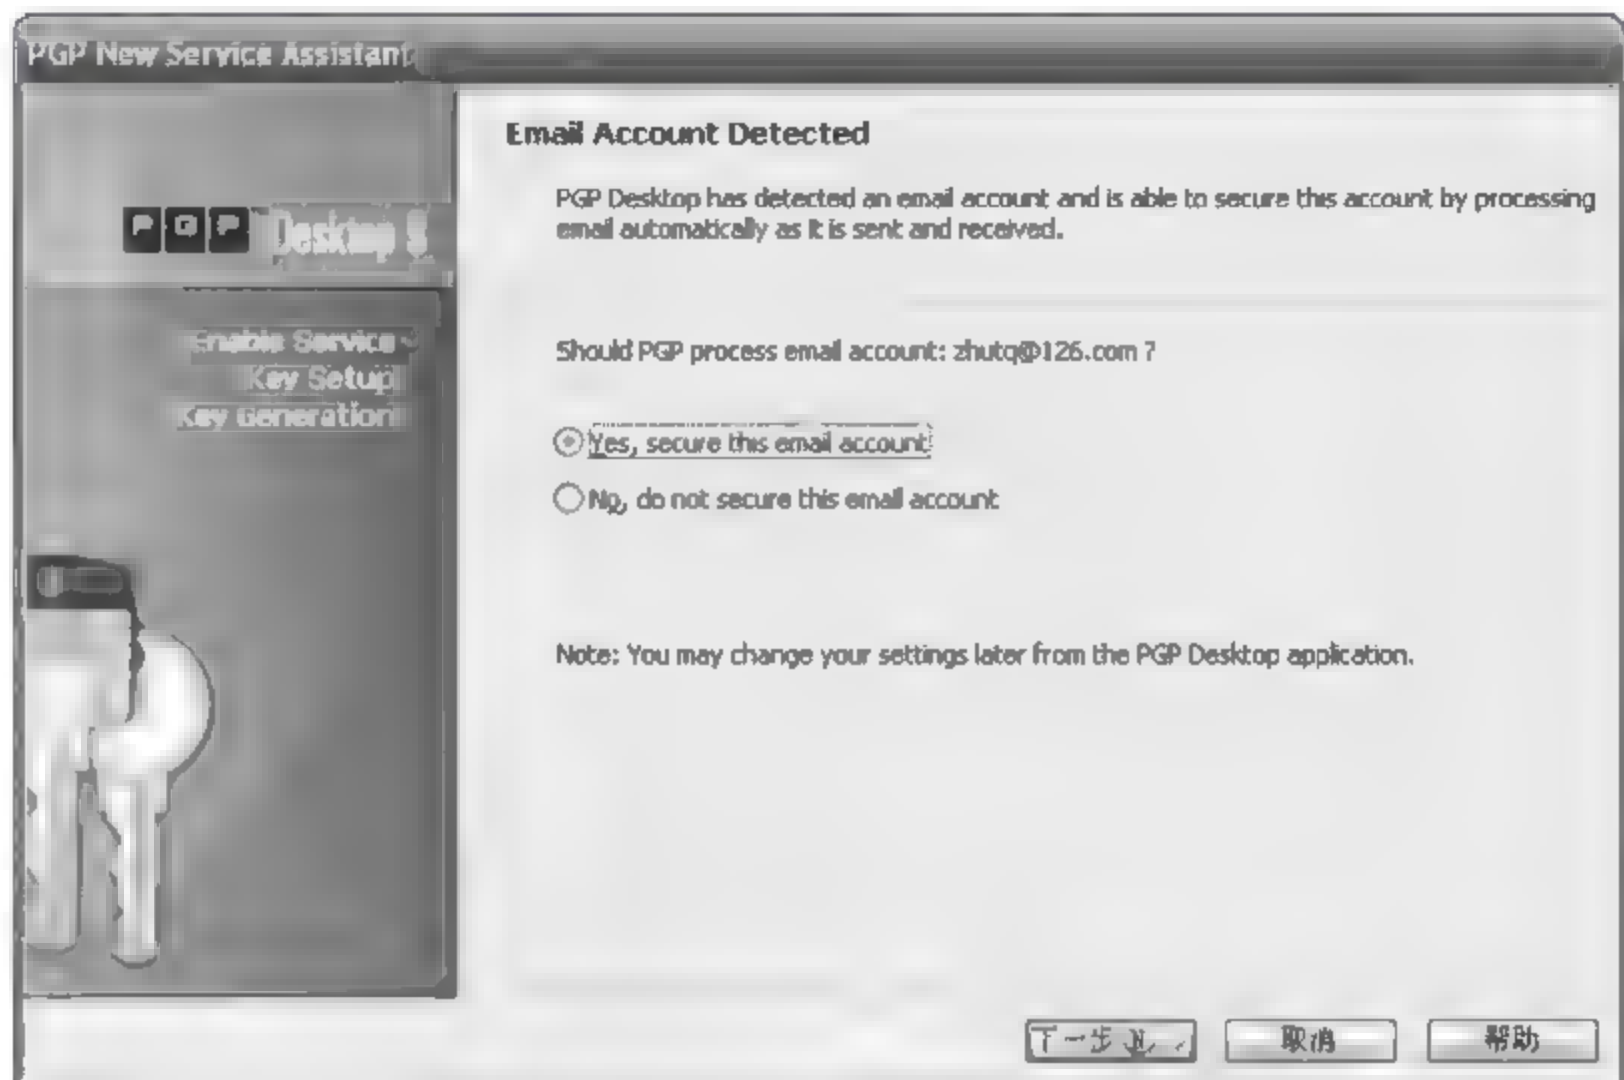 PGP New Service Assistant
PGP Desktop 9
Enable Service
Key Setup
Key Generation
Email Account Detected
PGP Desktop has detected an email account and is able to secure this account by processing
email automatically as it is sent and received.
Should PGP process email account: zhutq@126.com ?
Yes, secure this email account
No, do not secure this email account
Note: You may change your settings later from the PGP Desktop application.
下一步
取消
帮助